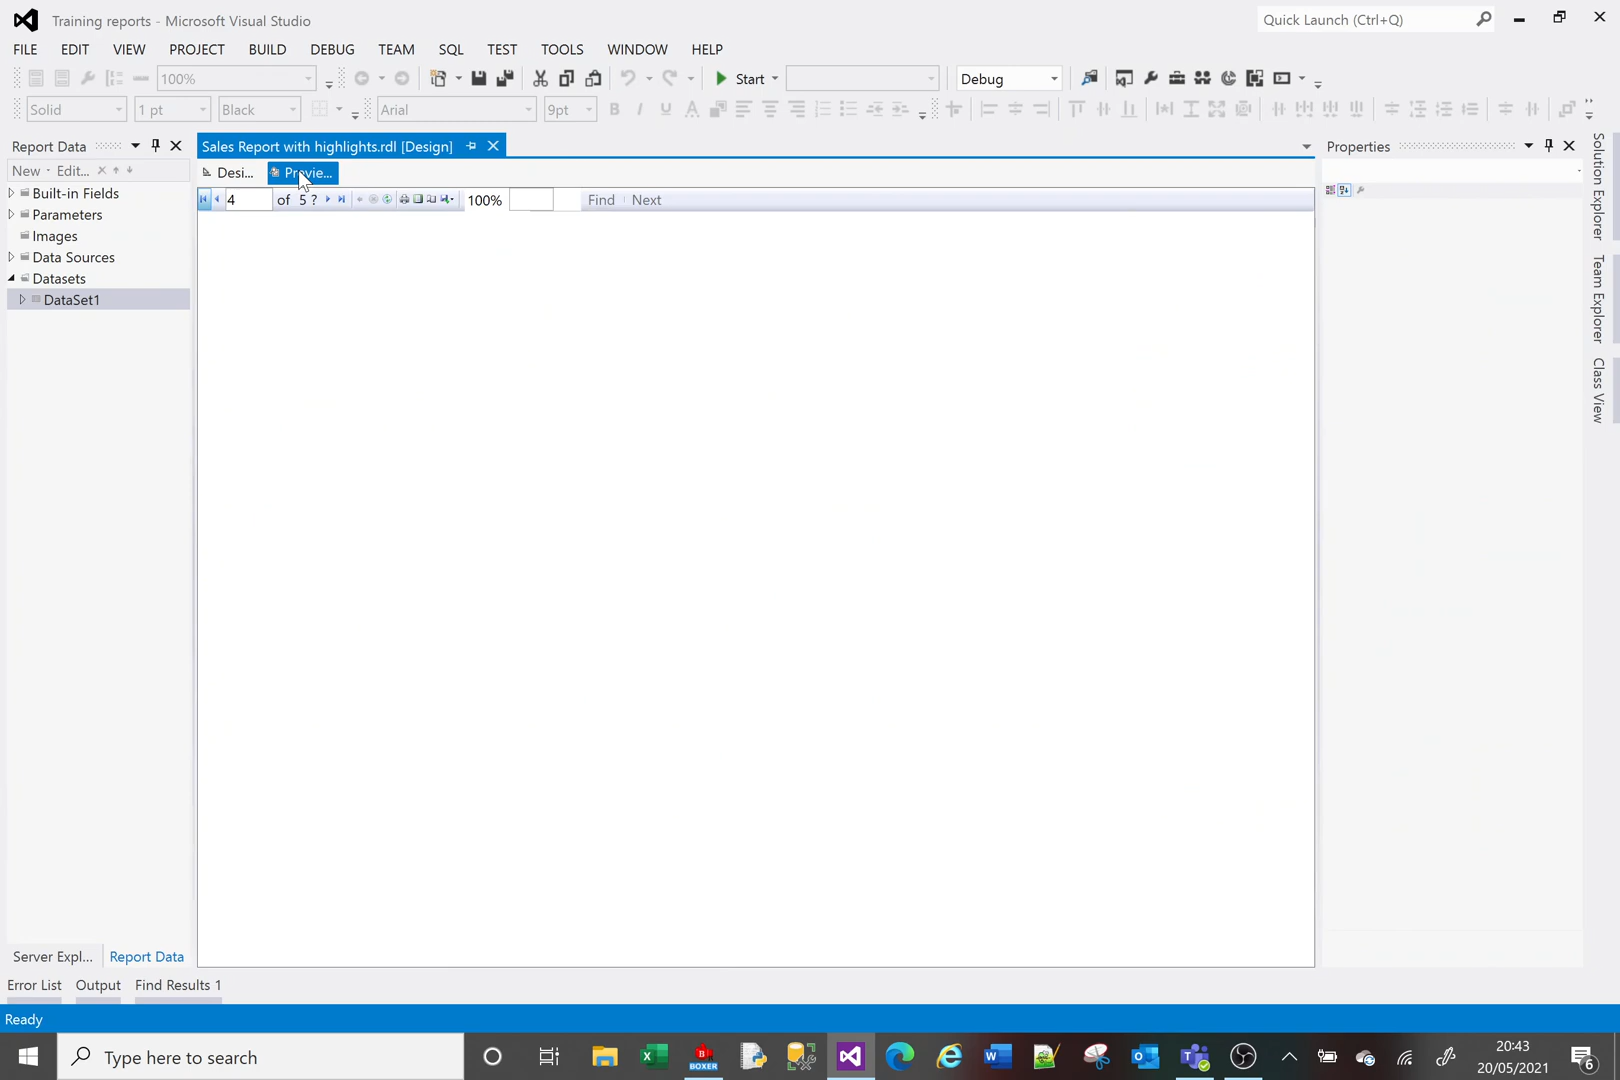 Training reports - Microsoft Visual Studio
Quick Launch (Ctrl+Q)
FILE EDIT VIEW PROJECT BUILD DEBUG TEAM SQL TEST TOOLS WINDOW HELP
100% Start Debug
Solid 1 pt Black Arial 9pt B I U A
Report Data
Sales Report with highlights.rdl [Design]
Properties
New Edit...
Desi... Previe...
4 of 5 ? 100% Find Next
Built-in Fields
Parameters
Images
Data Sources
Datasets
DataSet1
Solution Explorer
Team Explorer
Class View
Server Expl... Report Data
Error List Output Find Results 1
Ready
Type here to search
BOXER
20:43
20/05/2021
6